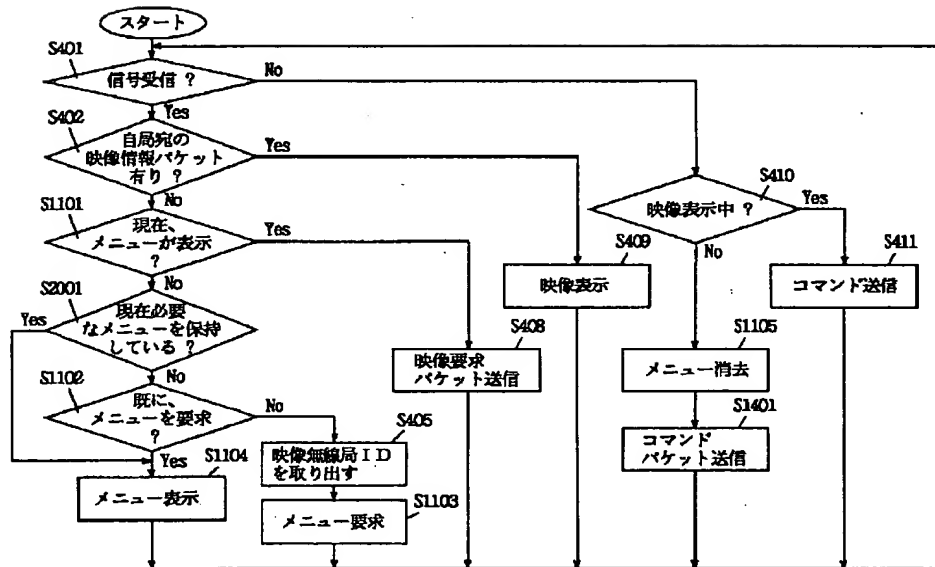 スタート
S401
信号受信 ?
No
Yes
S402
自局宛の
映像情報パケット
有り ?
Yes
No
S1101
現在、
メニューが表示
?
Yes
No
S2001
現在必要
なメニューを保持
している ?
Yes
No
S1102
既に、
メニューを要求
?
No
Yes
S1104
メニュー表示
S405
映像無線局ID
を取り出す
S1103
メニュー要求
S408
映像要求
パケット送信
S409
映像表示
S410
映像表示中 ?
Yes
No
S411
コマンド送信
S1105
メニュー消去
S1401
コマンド
パケット送信